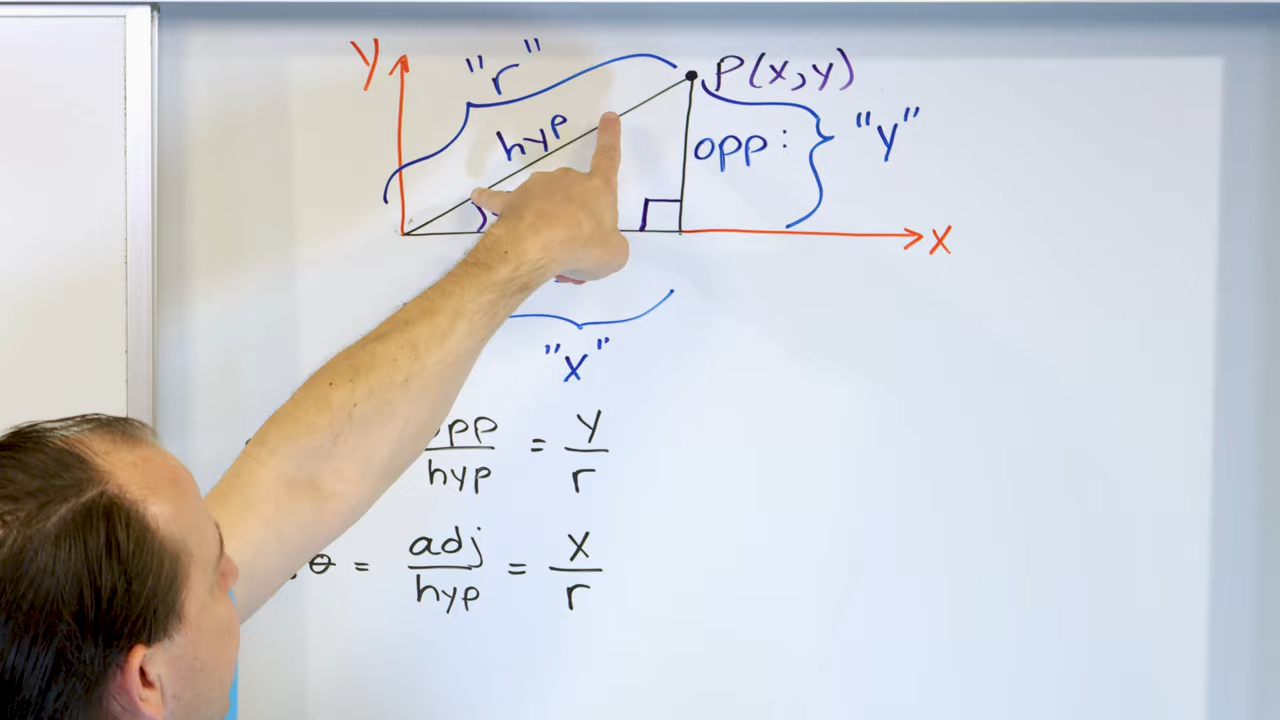 Y
"r"
P(x,y)
hyp
opp:
"y"
x
"x"
opp/hyp = y/r
θ = adj/hyp = x/r